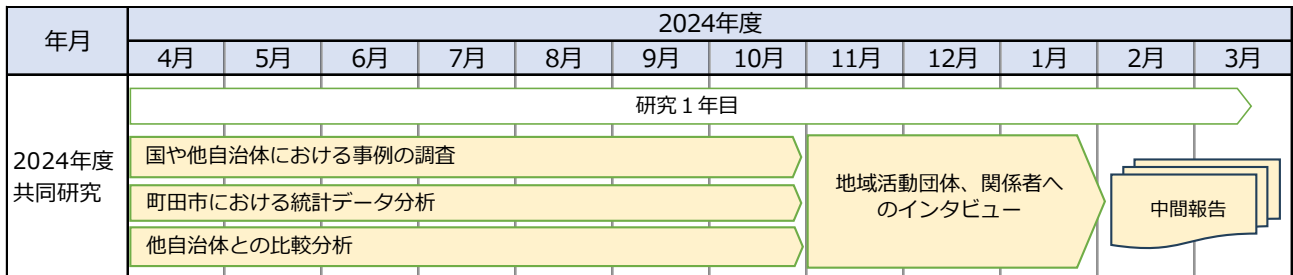 年月
2024年度
4月 5月 6月 7月 8月 9月 10月 11月 12月 1月 2月 3月
2024年度
共同研究
研究１年目
国や他自治体における事例の調査
町田市における統計データ分析
他自治体との比較分析
地域活動団体、関係者へ
のインタビュー
中間報告